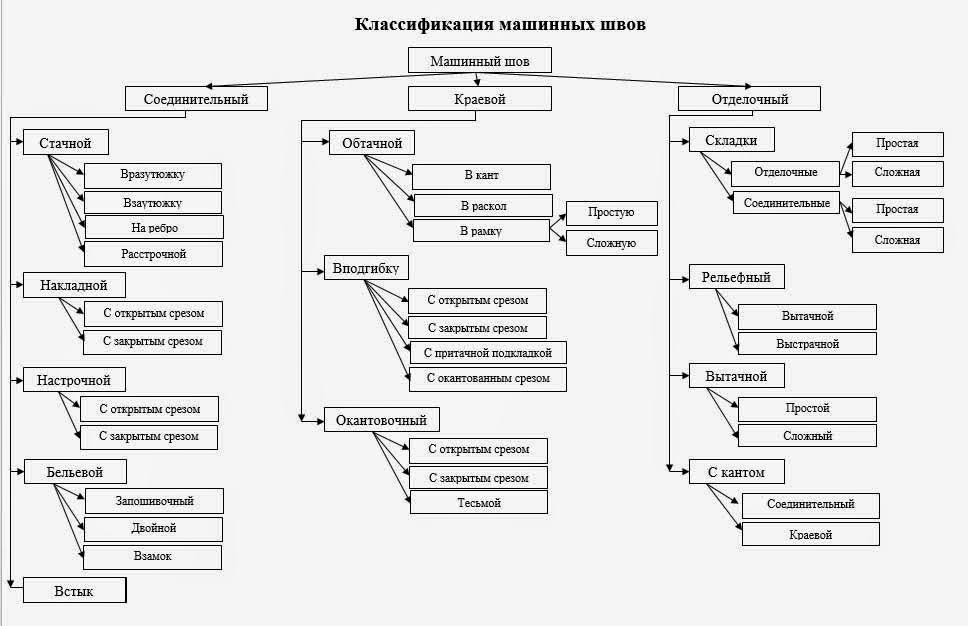 Классификация машинных швов
Машинный шов
Соединительный
Стачной
Вразутюжку
Взаутюжку
На ребро
Расстрочной
Накладной
С открытым срезом
С закрытым срезом
Настрочной
С открытым срезом
С закрытым срезом
Бельевой
Запошивочный
Двойной
Взамок
Встык
Краевой
Обтачной
В кант
В раскол
В рамку
Простую
Сложную
Вподгибку
С открытым срезом
С закрытым срезом
С притачной подкладкой
С окантованным срезом
Окантовочный
С открытым срезом
С закрытым срезом
Тесьмой
Отделочный
Складки
Отделочные
Простая
Сложная
Соединительные
Простая
Сложная
Рельефный
Вытачной
Выстрачной
Вытачной
Простой
Сложный
С кантом
Соединительный
Краевой